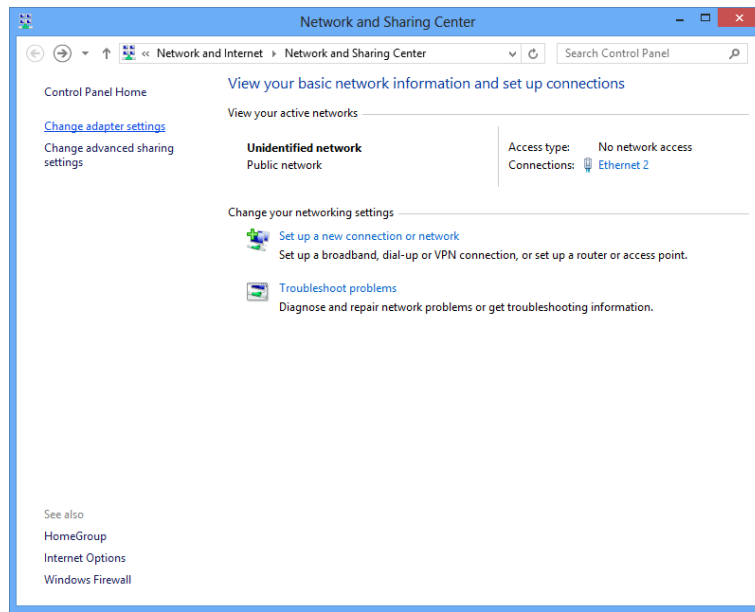 Network and Sharing Center
« Network and Internet ▸ Network and Sharing Center
Search Control Panel
Control Panel Home
Change adapter settings
Change advanced sharing
settings
View your basic network information and set up connections
View your active networks
Unidentified network
Public network
Access type: No network access
Connections: Ethernet 2
Change your networking settings
Set up a new connection or network
Set up a broadband, dial-up or VPN connection, or set up a router or access point.
Troubleshoot problems
Diagnose and repair network problems or get troubleshooting information.
See also
HomeGroup
Internet Options
Windows Firewall